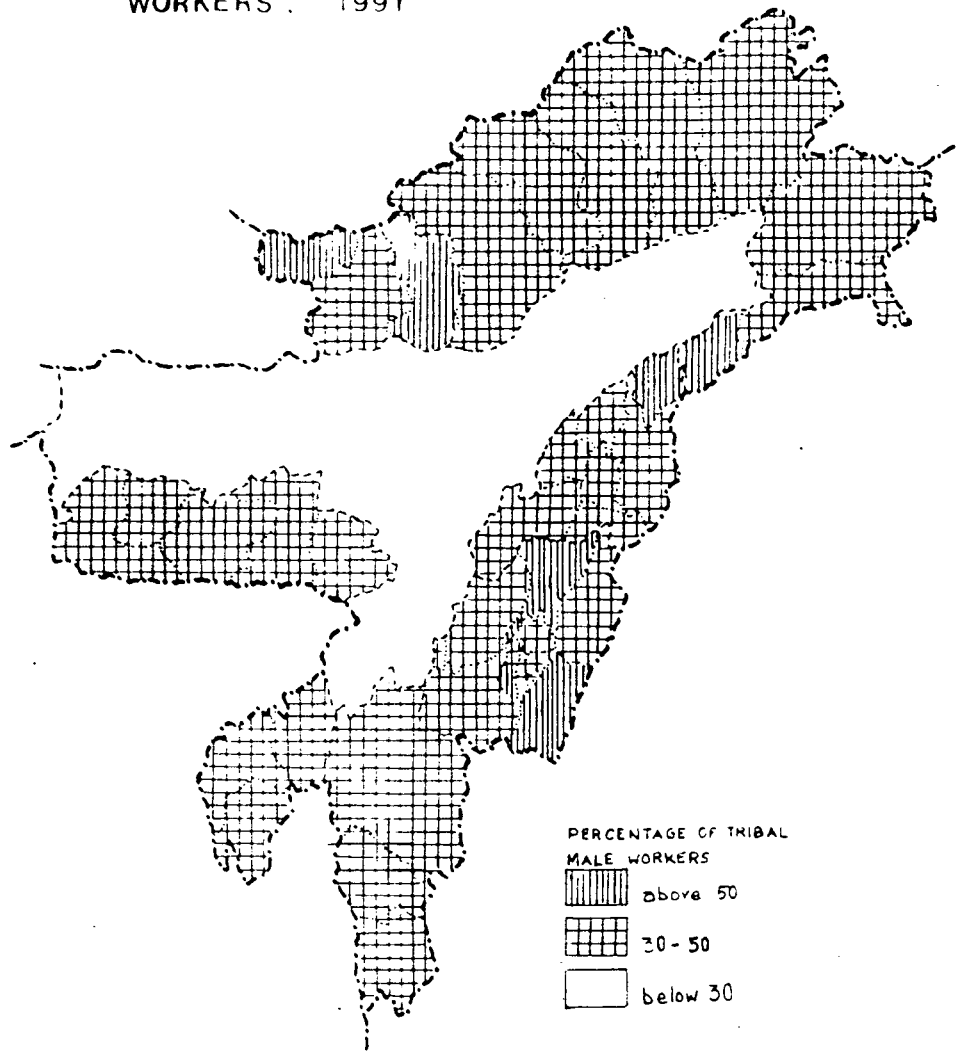 WORKERS : 1991
PERCENTAGE OF TRIBAL
MALE WORKERS
above 50
30-50
below 30